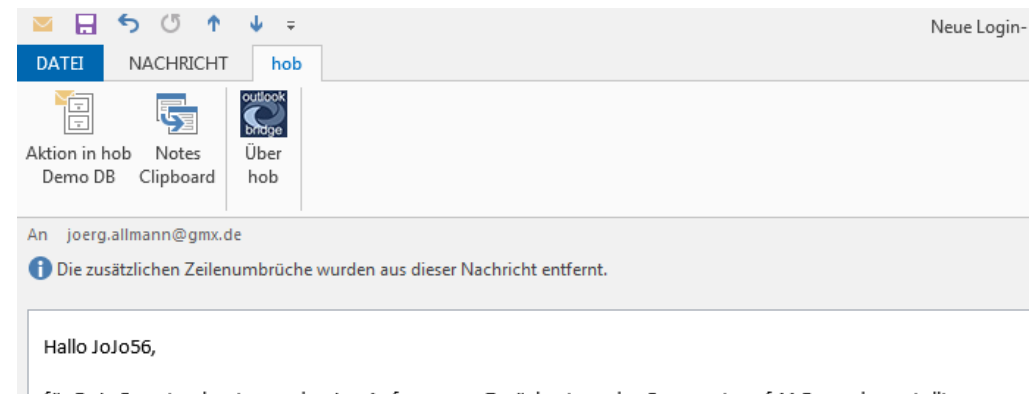 Neue Login-
DATEI NACHRICHT hob
outlook
bridge
Aktion in hob Notes Über
Demo DB Clipboard hob
An joerg.allmann@gmx.de
Die zusätzlichen Zeilenumbrüche wurden aus dieser Nachricht entfernt.
Hallo JoJo56,